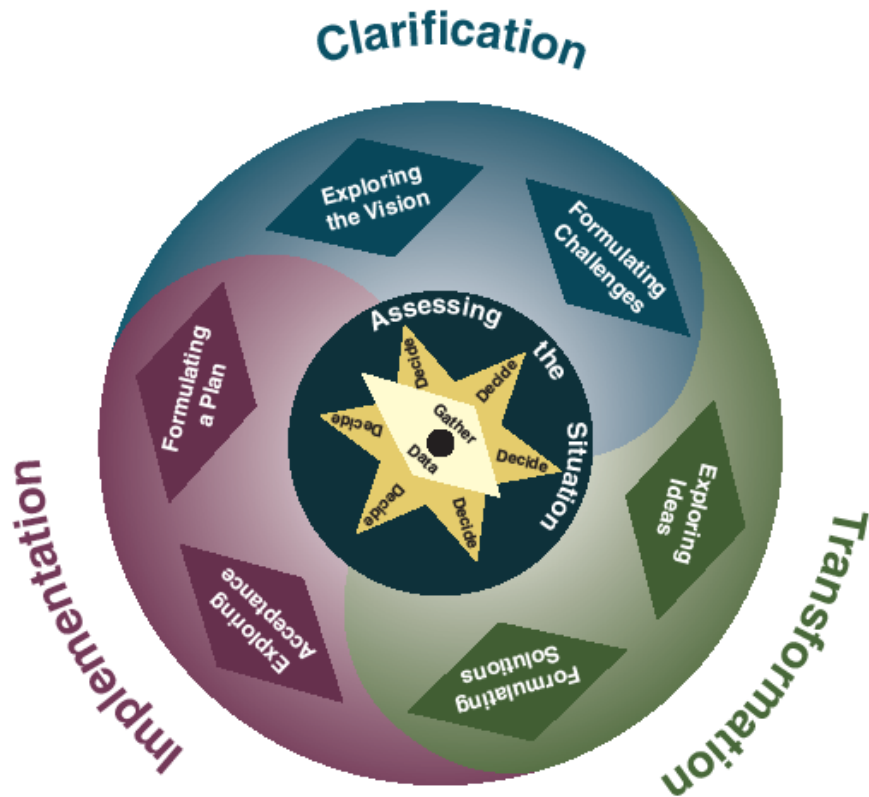 Clarification
Exploring
the Vision
Formulating
Challenges
Transformation
Exploring
Ideas
Formulating
Solutions
Implementation
Exploring
Acceptance
Formulating
a Plan
Assessing
the
Situation
Decide
Decide
Decide
Decide
Decide
Decide
Gather
Data